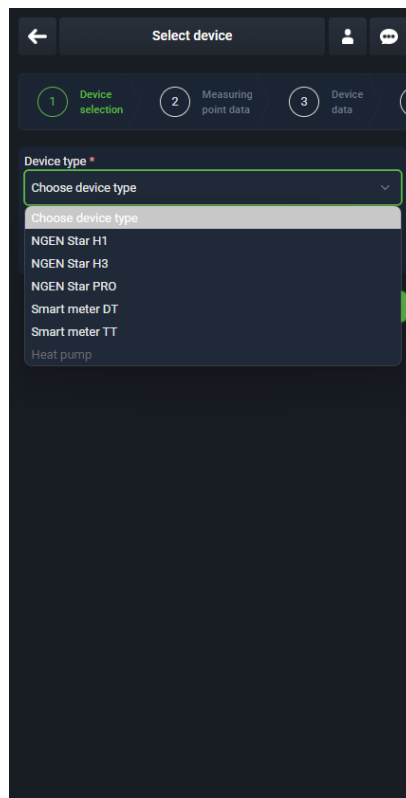 Select device
1
Device
selection
2
Measuring
point data
3
Device
data
Device type *
Choose device type
Choose device type
NGEN Star H1
NGEN Star H3
NGEN Star PRO
Smart meter DT
Smart meter TT
Heat pump